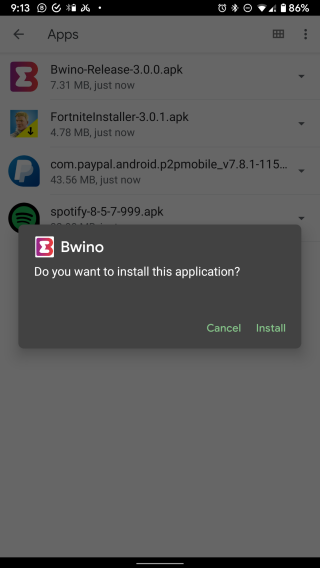 9:13
86%
Apps
Bwino-Release-3.0.0.apk
7.31 MB, just now
FortniteInstaller-3.0.1.apk
4.78 MB, just now
com.paypal.android.p2pmobile_v7.8.1-115...
43.56 MB, just now
spotify-8-5-7-999.apk
Bwino
Do you want to install this application?
Cancel
Install